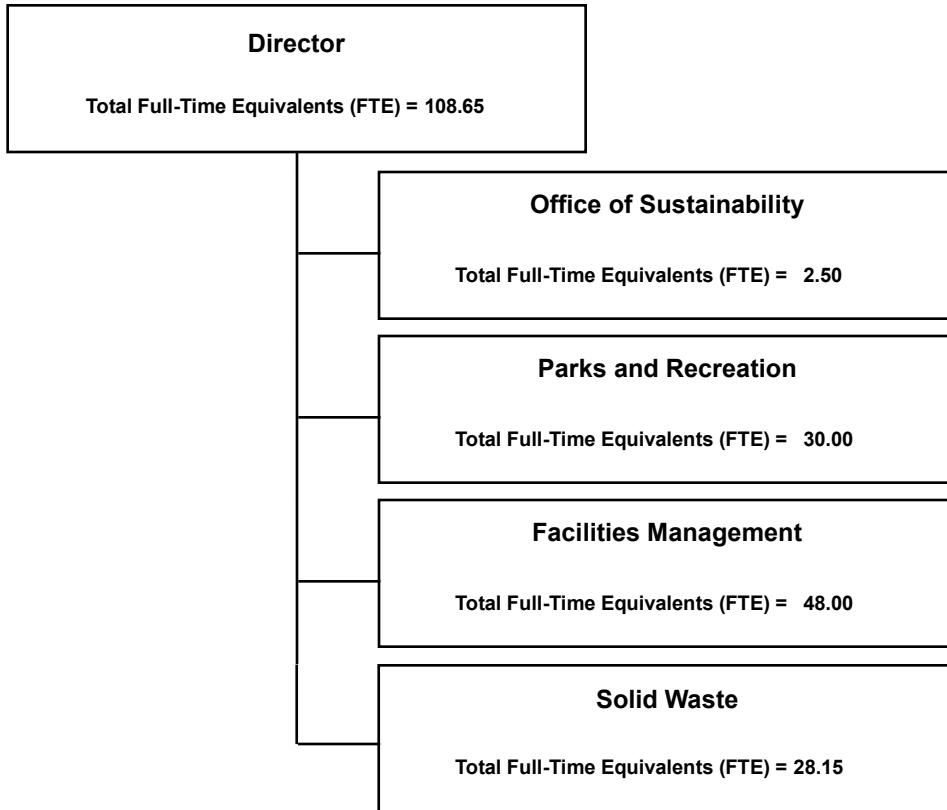 Director
Total Full-Time Equivalents (FTE) = 108.65
Office of Sustainability
Total Full-Time Equivalents (FTE) = 2.50
Parks and Recreation
Total Full-Time Equivalents (FTE) = 30.00
Facilities Management
Total Full-Time Equivalents (FTE) = 48.00
Solid Waste
Total Full-Time Equivalents (FTE) = 28.15